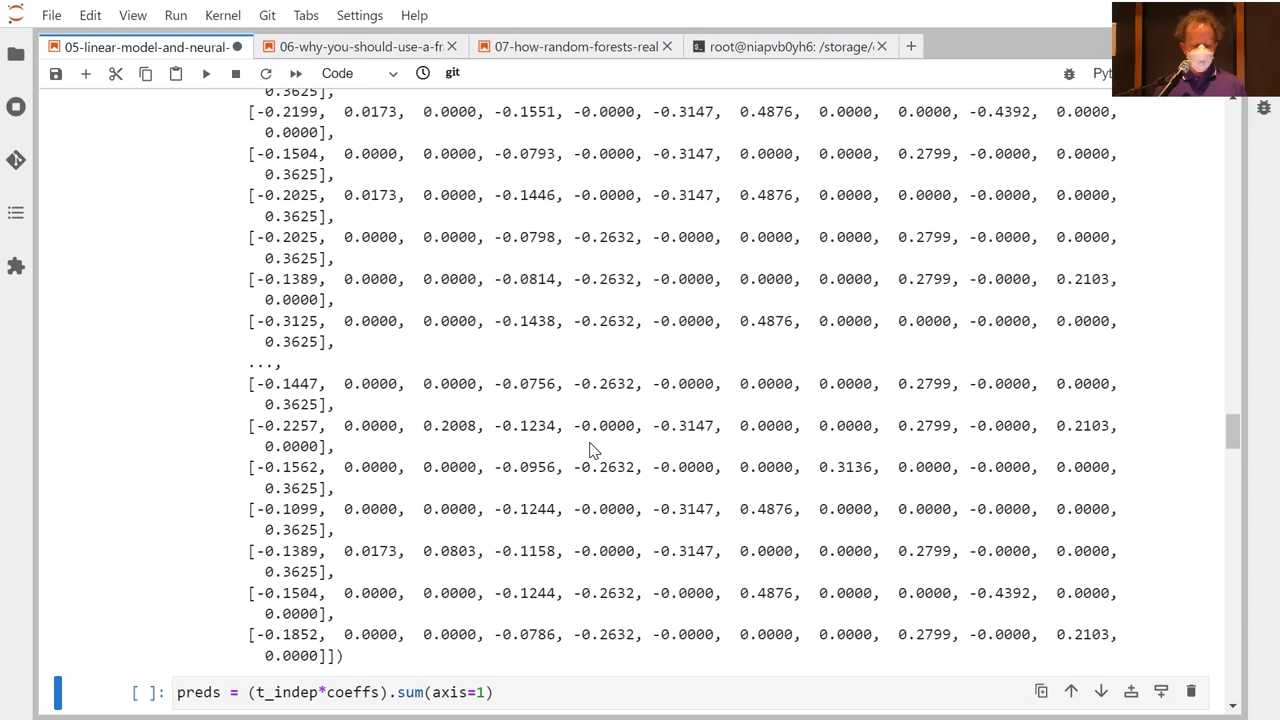 File Edit View Run Kernel Git Tabs Settings Help
05-linear-model-and-neural- 06-why-you-should-use-a-fr 07-how-random-forests-real root@niapvb0yh6: /storage/
Code git Pyt
0.3625],
[-0.2199, 0.0173, 0.0000, -0.1551, -0.0000, -0.3147, 0.4876, 0.0000, 0.0000, -0.4392, 0.0000,
0.0000],
[-0.1504, 0.0000, 0.0000, -0.0793, -0.0000, -0.3147, 0.0000, 0.0000, 0.2799, -0.0000, 0.0000,
0.3625],
[-0.2025, 0.0173, 0.0000, -0.1446, -0.0000, -0.3147, 0.4876, 0.0000, 0.0000, -0.0000, 0.0000,
0.3625],
[-0.2025, 0.0000, 0.0000, -0.0798, -0.2632, -0.0000, 0.0000, 0.0000, 0.2799, -0.0000, 0.0000,
0.3625],
[-0.1389, 0.0000, 0.0000, -0.0814, -0.2632, -0.0000, 0.0000, 0.0000, 0.2799, -0.0000, 0.2103,
0.0000],
[-0.3125, 0.0000, 0.0000, -0.1438, -0.2632, -0.0000, 0.4876, 0.0000, 0.0000, -0.0000, 0.0000,
0.3625],
...,
[-0.1447, 0.0000, 0.0000, -0.0756, -0.2632, -0.0000, 0.0000, 0.0000, 0.2799, -0.0000, 0.0000,
0.3625],
[-0.2257, 0.0000, 0.2008, -0.1234, -0.0000, -0.3147, 0.0000, 0.0000, 0.2799, -0.0000, 0.2103,
0.0000],
[-0.1562, 0.0000, 0.0000, -0.0956, -0.2632, -0.0000, 0.0000, 0.3136, 0.0000, -0.0000, 0.0000,
0.3625],
[-0.1099, 0.0000, 0.0000, -0.1244, -0.0000, -0.3147, 0.4876, 0.0000, 0.0000, -0.0000, 0.0000,
0.3625],
[-0.1389, 0.0173, 0.0803, -0.1158, -0.0000, -0.3147, 0.0000, 0.0000, 0.2799, -0.0000, 0.0000,
0.3625],
[-0.1504, 0.0000, 0.0000, -0.1244, -0.2632, -0.0000, 0.4876, 0.0000, 0.0000, -0.4392, 0.0000,
0.0000],
[-0.1852, 0.0000, 0.0000, -0.0786, -0.2632, -0.0000, 0.0000, 0.0000, 0.2799, -0.0000, 0.2103,
0.0000]])
[ ]: preds = (t_indep*coeffs).sum(axis=1)